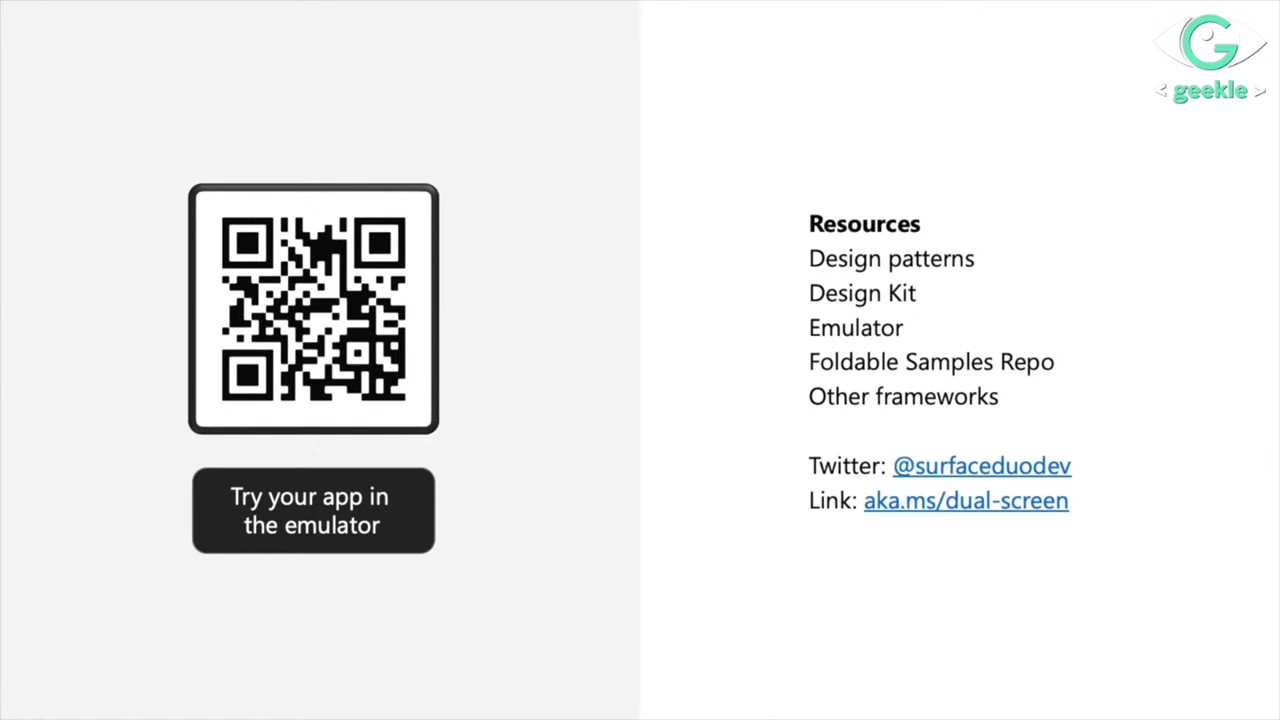 G
< geekle >
Try your app in
the emulator
Resources
Design patterns
Design Kit
Emulator
Foldable Samples Repo
Other frameworks
Twitter: @surfaceduodev
Link: aka.ms/dual-screen